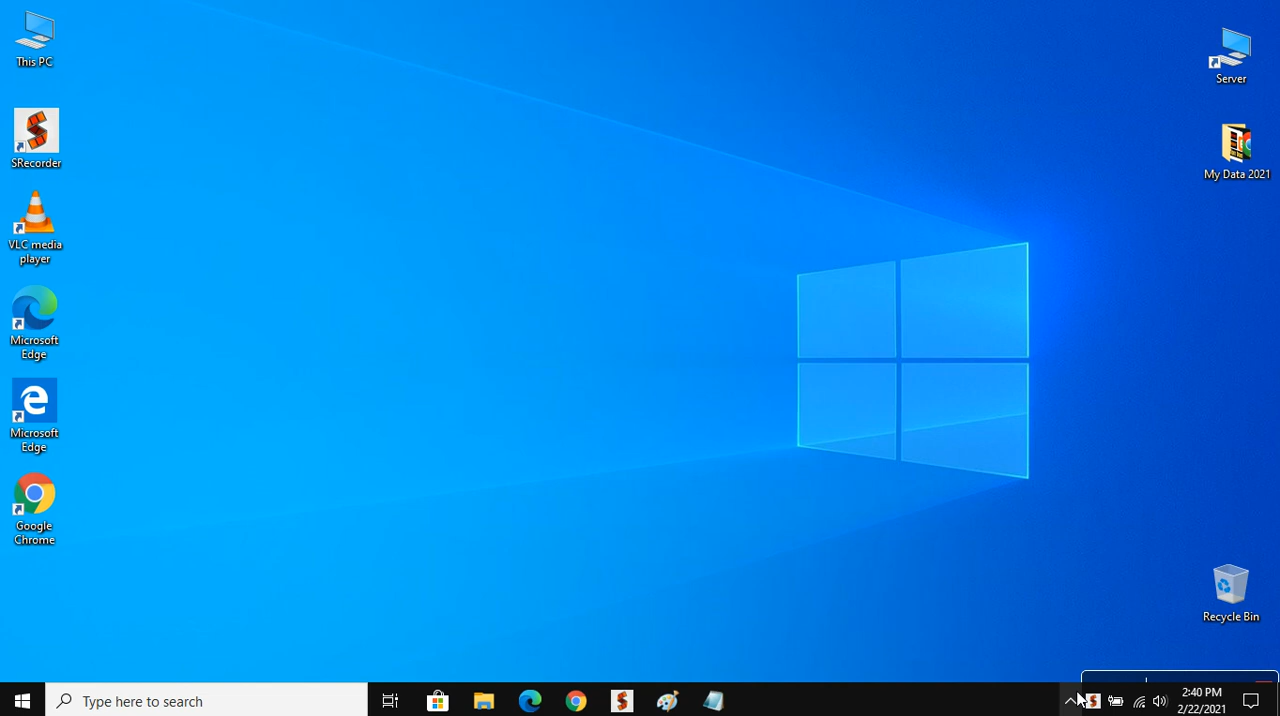 This PC
SRecorder
VLC media
player
Microsoft
Edge
Microsoft
Edge
Google
Chrome
Server
My Data 2021
Recycle Bin
Type here to search
2:40 PM
2/22/2021